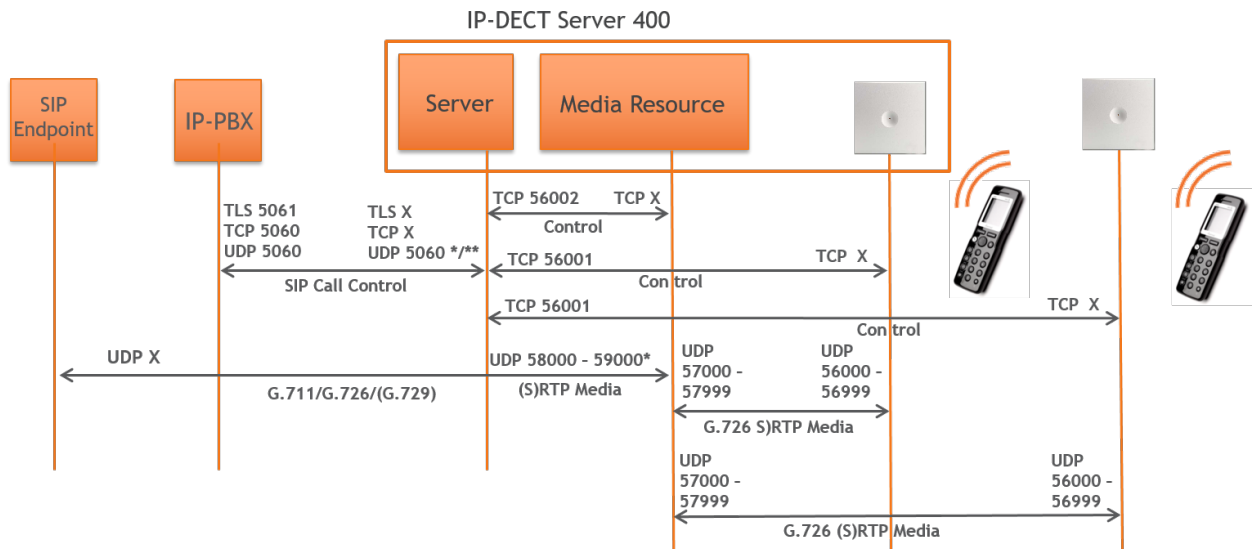 IP-DECT Server 400
SIP
Endpoint
IP-PBX
Server
Media Resource
TCP 56002
TCP X
Control
TLS 5061
TCP 5060
UDP 5060
TLS X
TCP X
UDP 5060 */**
SIP Call Control
TCP 56001
TCP X
Control
TCP 56001
TCP X
Control
UDP X
UDP 58000 – 59000*
G.711/G.726/(G.729)
(S)RTP Media
UDP
57000 –
57999
UDP
56000 –
56999
G.726 S)RTP Media
UDP
57000 –
57999
UDP
56000 –
56999
G.726 (S)RTP Media